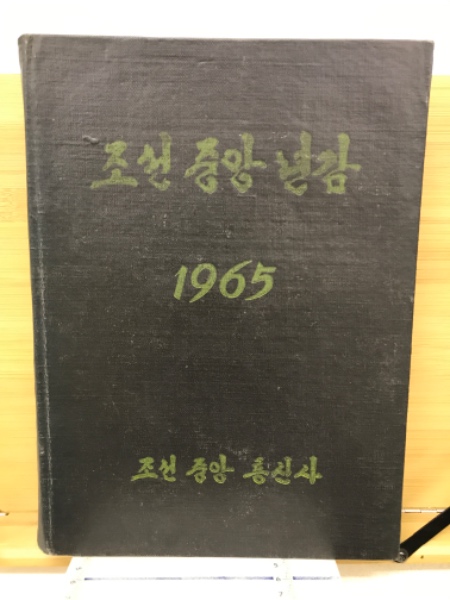 조선 중앙 년감
1965
조선 중앙 통신사